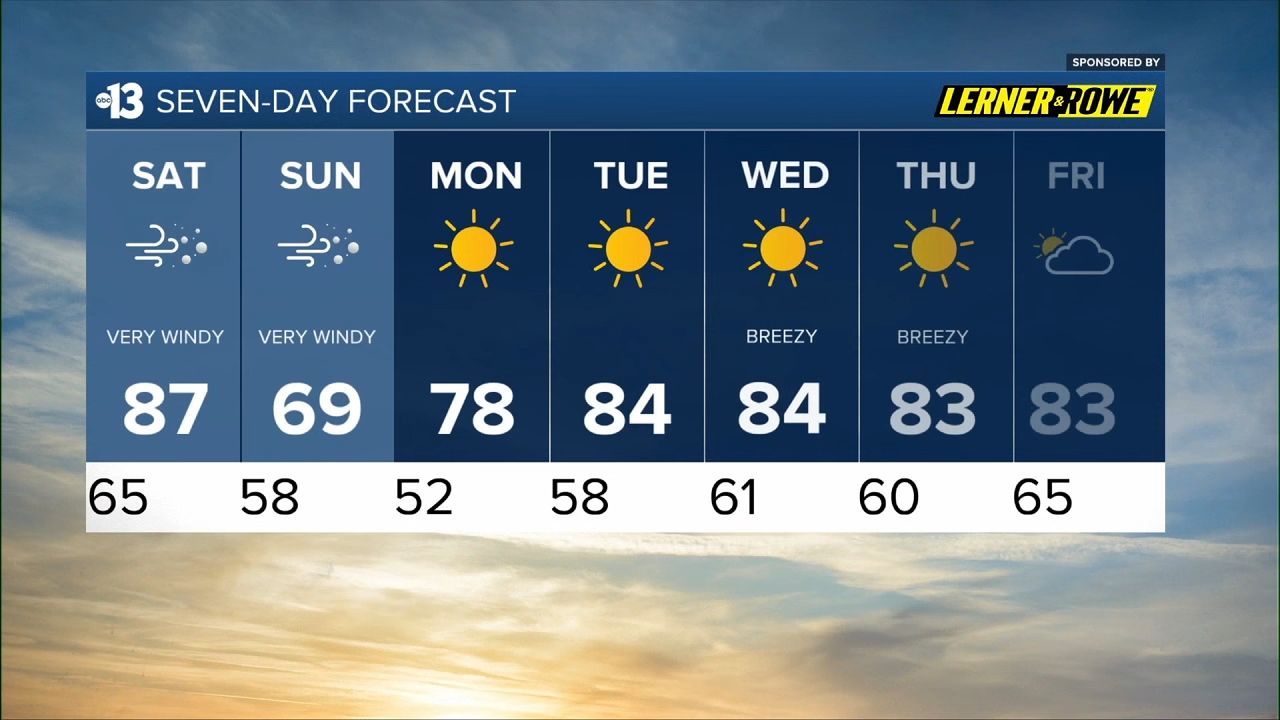 SPONSORED BY
abc 13 SEVEN-DAY FORECAST LERNER & ROWE®
SAT SUN MON TUE WED THU FRI
VERY WINDY VERY WINDY BREEZY BREEZY
87 69 78 84 84 83 83
65 58 52 58 61 60 65